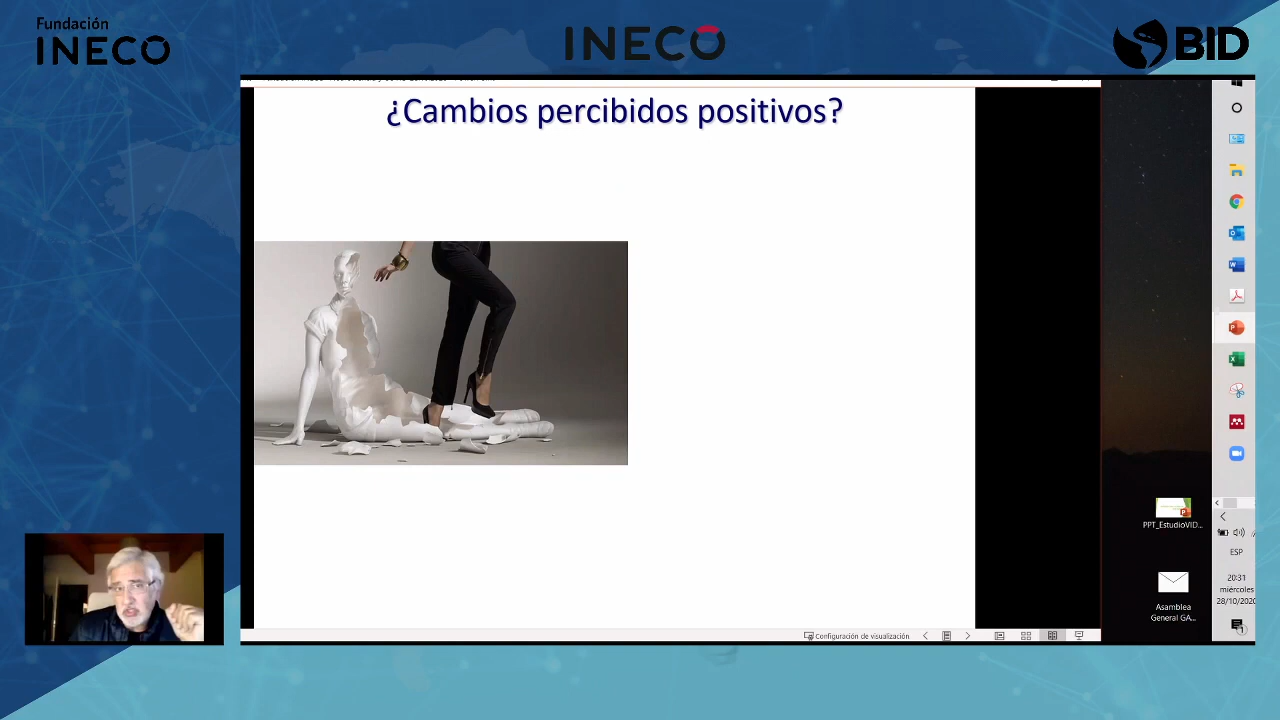 Fundación
INECO
INECO
BID
¿Cambios percibidos positivos?
PPT_EstudioVID...
Asamblea
General GA...
Configuración de visualización
ESP
20:31
miércoles
28/10/2020
1